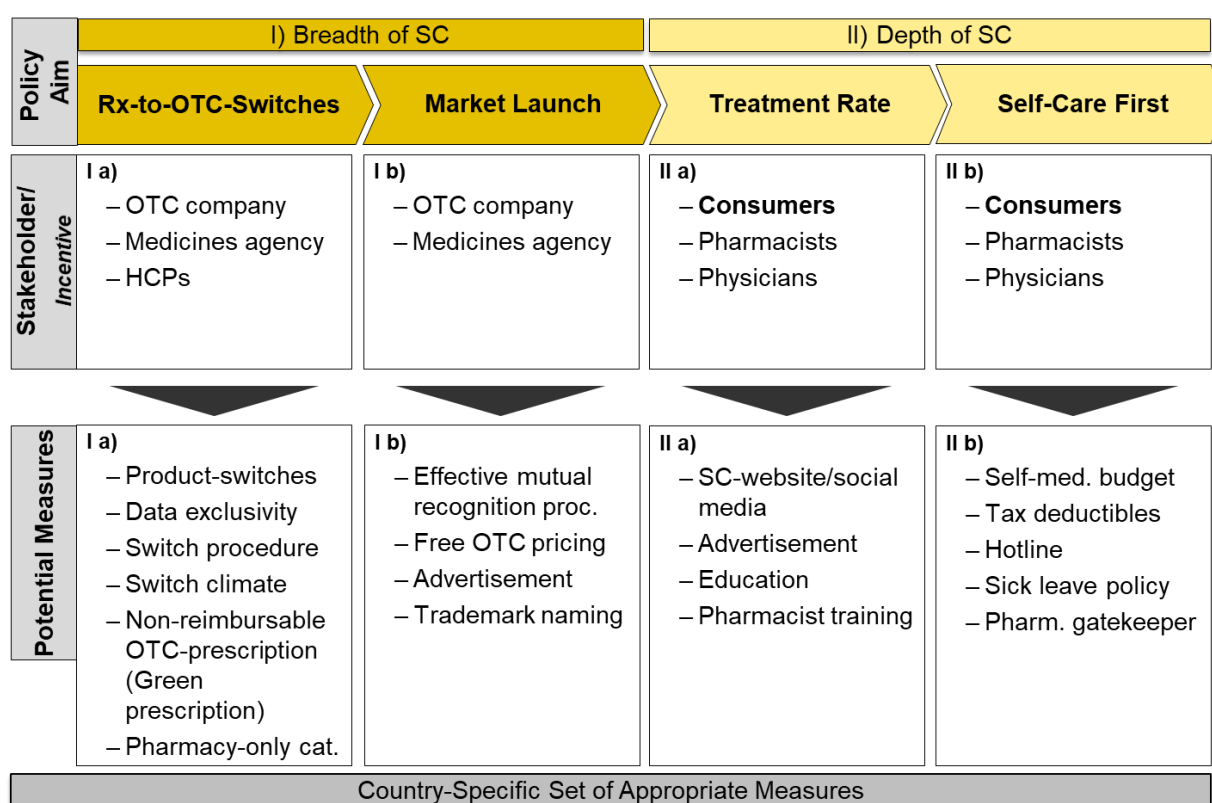 Policy
Aim
I) Breadth of SC
II) Depth of SC
Rx-to-OTC-Switches
Market Launch
Treatment Rate
Self-Care First
Stakeholder/
Incentive
I a)
– OTC company
– Medicines agency
– HCPs
I b)
– OTC company
– Medicines agency
II a)
– Consumers
– Pharmacists
– Physicians
II b)
– Consumers
– Pharmacists
– Physicians
Potential Measures
I a)
– Product-switches
– Data exclusivity
– Switch procedure
– Switch climate
– Non-reimbursable
OTC-prescription
(Green
prescription)
– Pharmacy-only cat.
I b)
– Effective mutual
recognition proc.
– Free OTC pricing
– Advertisement
– Trademark naming
II a)
– SC-website/social
media
– Advertisement
– Education
– Pharmacist training
II b)
– Self-med. budget
– Tax deductibles
– Hotline
– Sick leave policy
– Pharm. gatekeeper
Country-Specific Set of Appropriate Measures